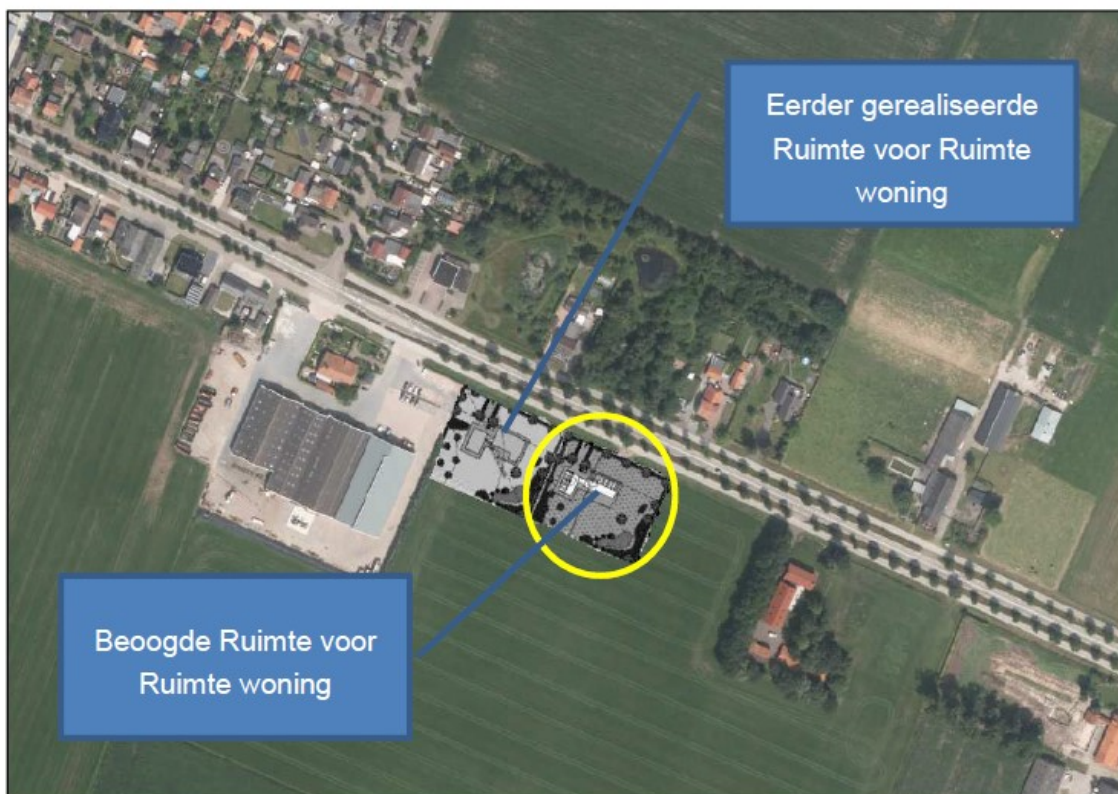 Eerder gerealiseerde
Ruimte voor Ruimte
woning
Beoogde Ruimte voor
Ruimte woning